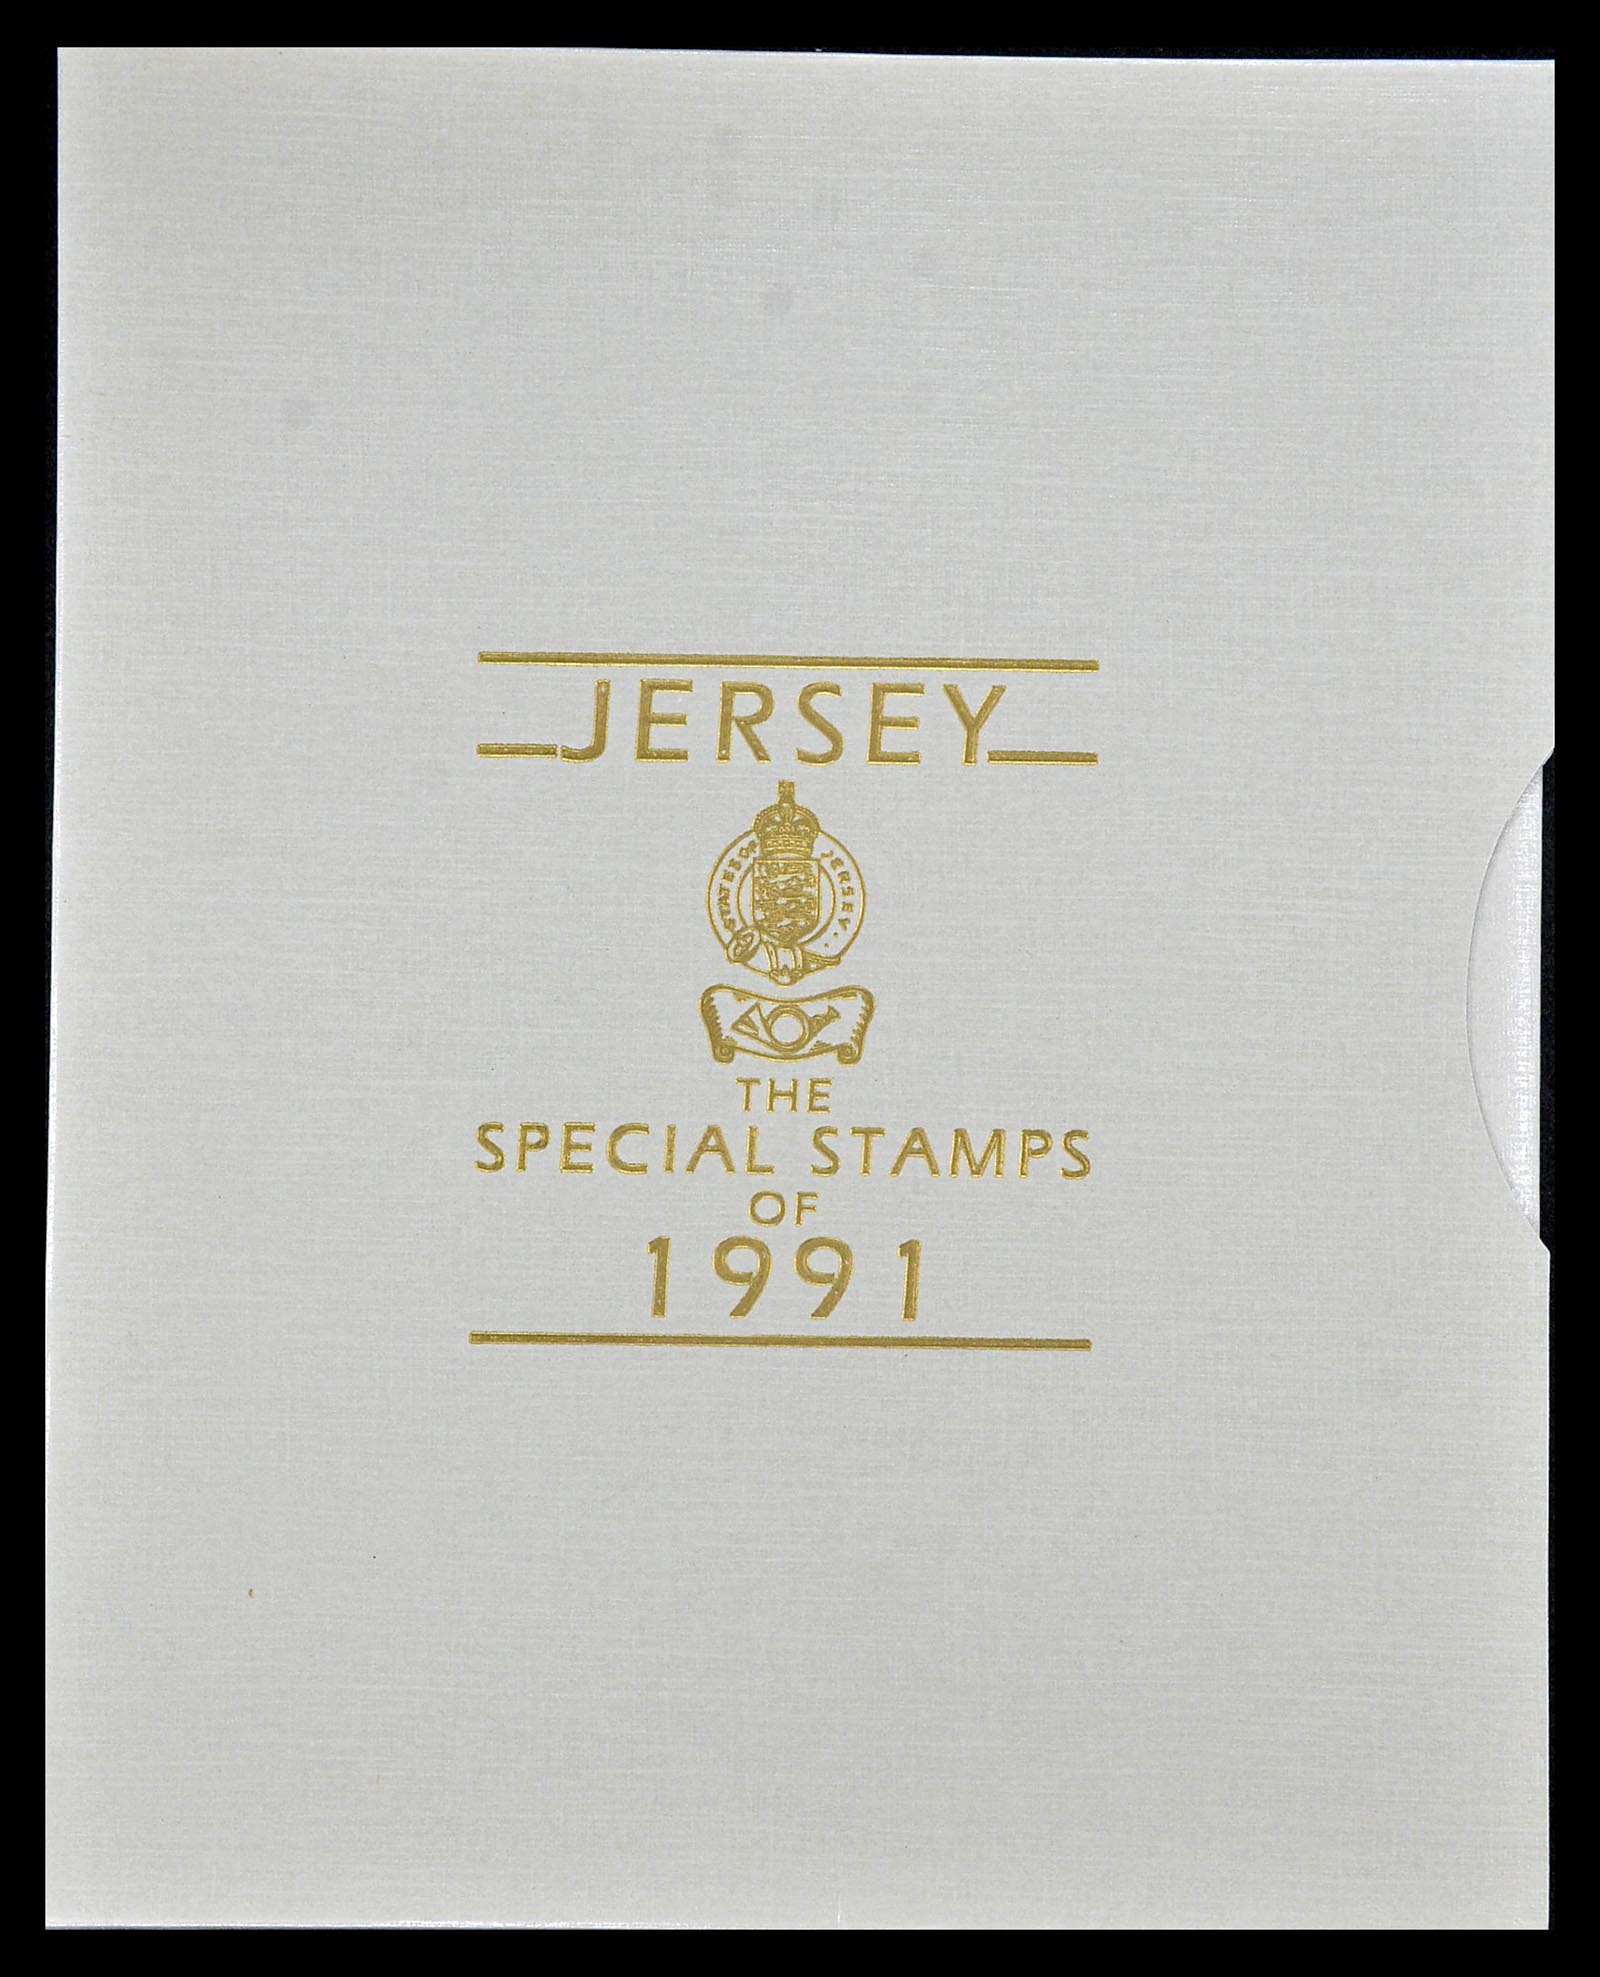 JERSEY
STATES OF JERSEY
THE
SPECIAL STAMPS
OF
1991